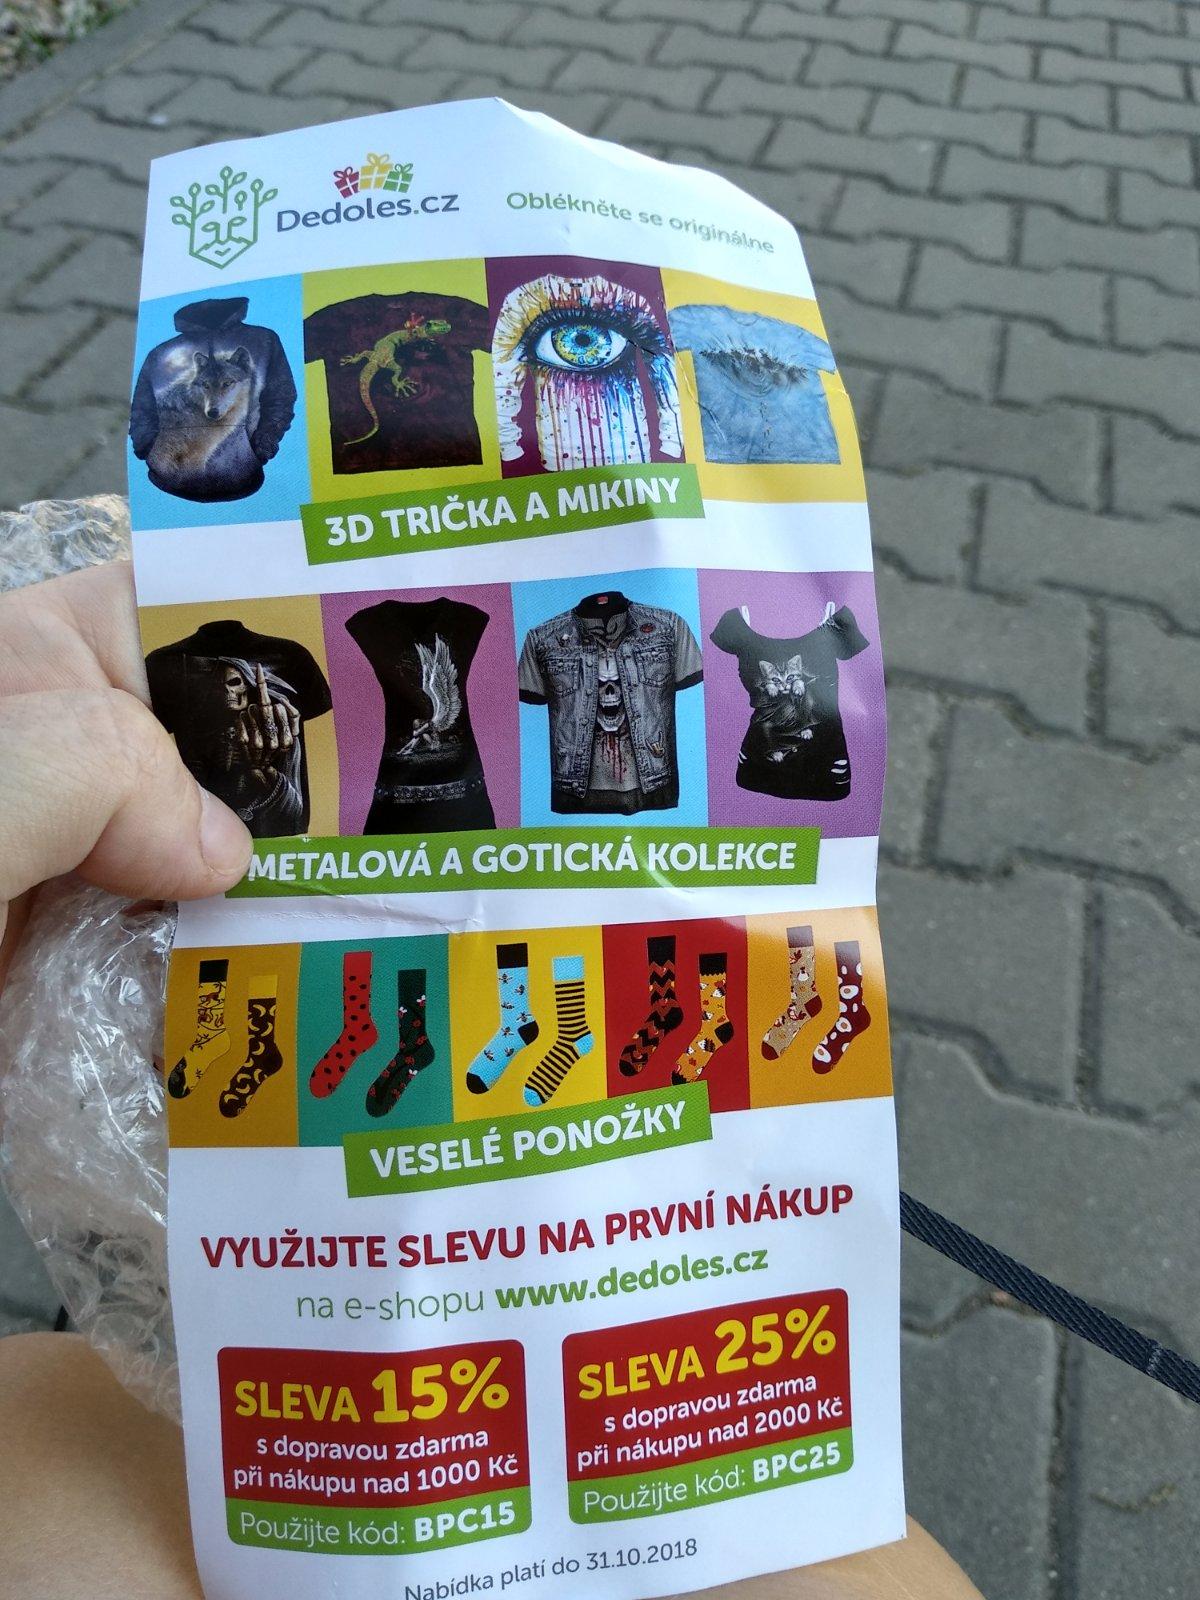 Dedoles.cz
Oblékněte se originálne
3D TRIČKA A MIKINY
METALOVÁ A GOTICKÁ KOLEKCE
VESELÉ PONOŽKY
VYUŽIJTE SLEVU NA PRVNÍ NÁKUP
na e-shopu www.dedoles.cz
SLEVA 15%
s dopravou zdarma
při nákupu nad 1000 Kč
Použijte kód: BPC15
SLEVA 25%
s dopravou zdarma
při nákupu nad 2000 Kč
Použijte kód: BPC25
Nabídka platí do 31.10.2018